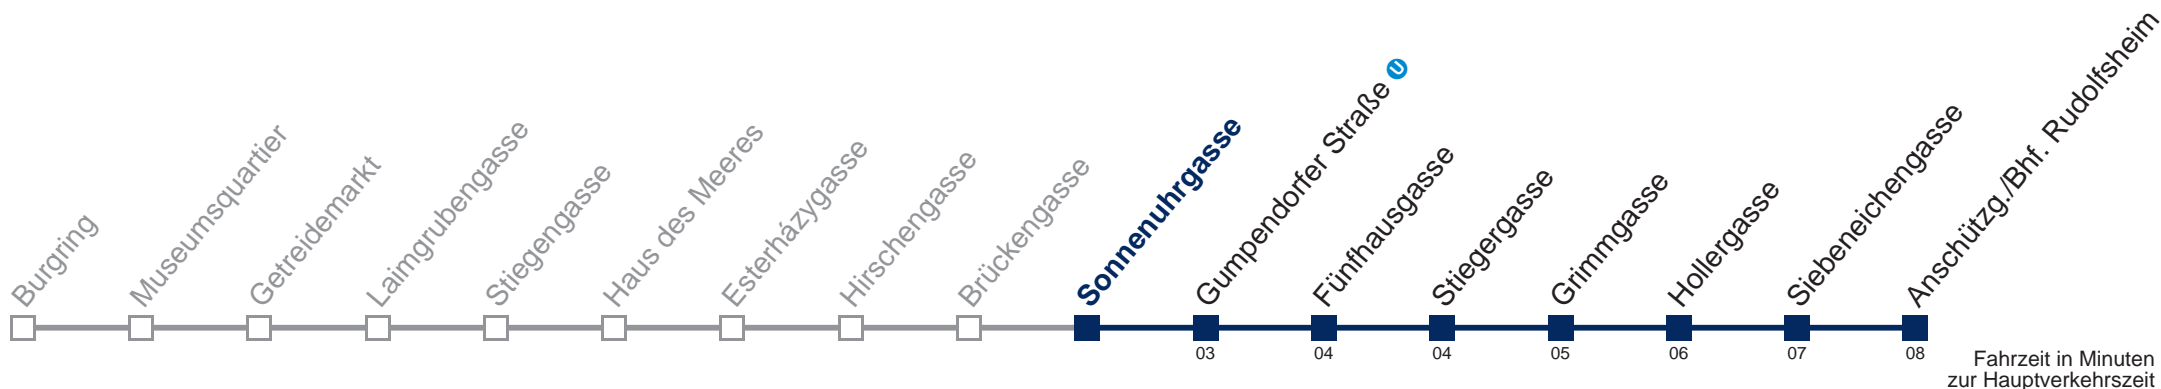 Burgring
Museumsquartier
Getreidemarkt
Laimgrubengasse
Stiegengasse
Haus des Meeres
Esterházygasse
Hirschengasse
Brückengasse
Sonnenuhrgasse
Gumpendorfer Straße U
Fünfhausgasse
Stiegergasse
Grimmgasse
Hollergasse
Siebeneichengasse
Anschützg./Bhf. Rudolfsheim
03 04 04 05 06 07 08
Fahrzeit in Minuten
zur Hauptverkehrszeit